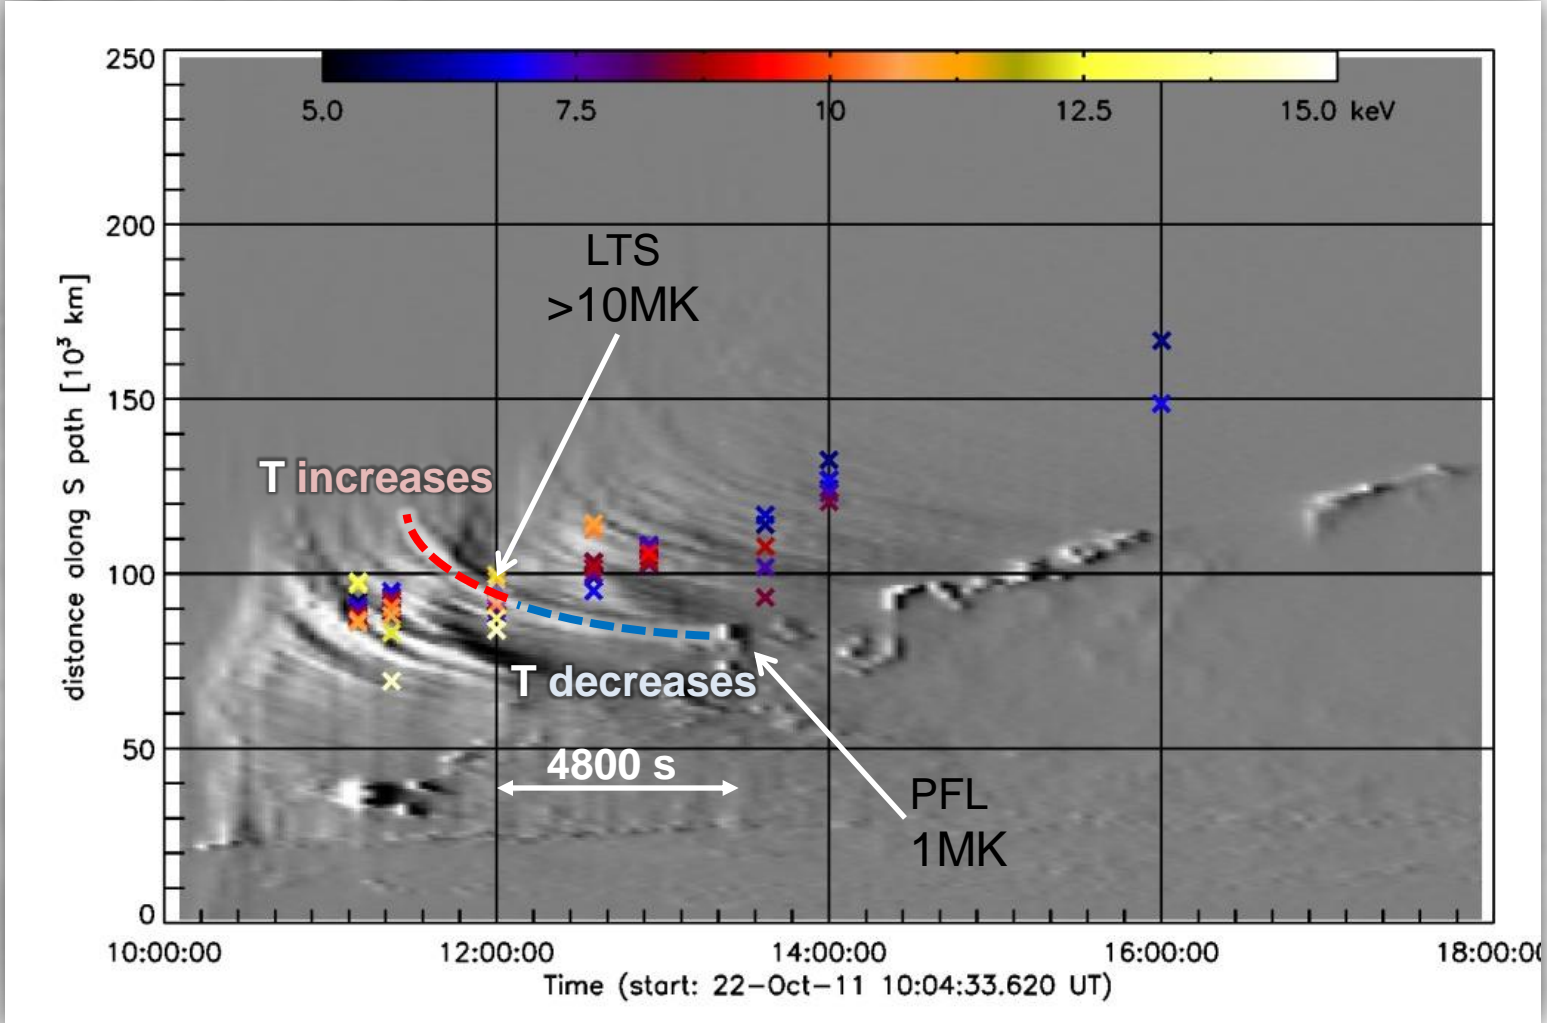 250
5.0 7.5 10 12.5 15.0 keV
200
LTS
>10MK
150
T increases
100
T decreases
50
4800 s
PFL
1MK
0
distance along S path [10³ km]
10:00:00 12:00:00 14:00:00 16:00:00 18:00:0
Time (start: 22-Oct-11 10:04:33.620 UT)